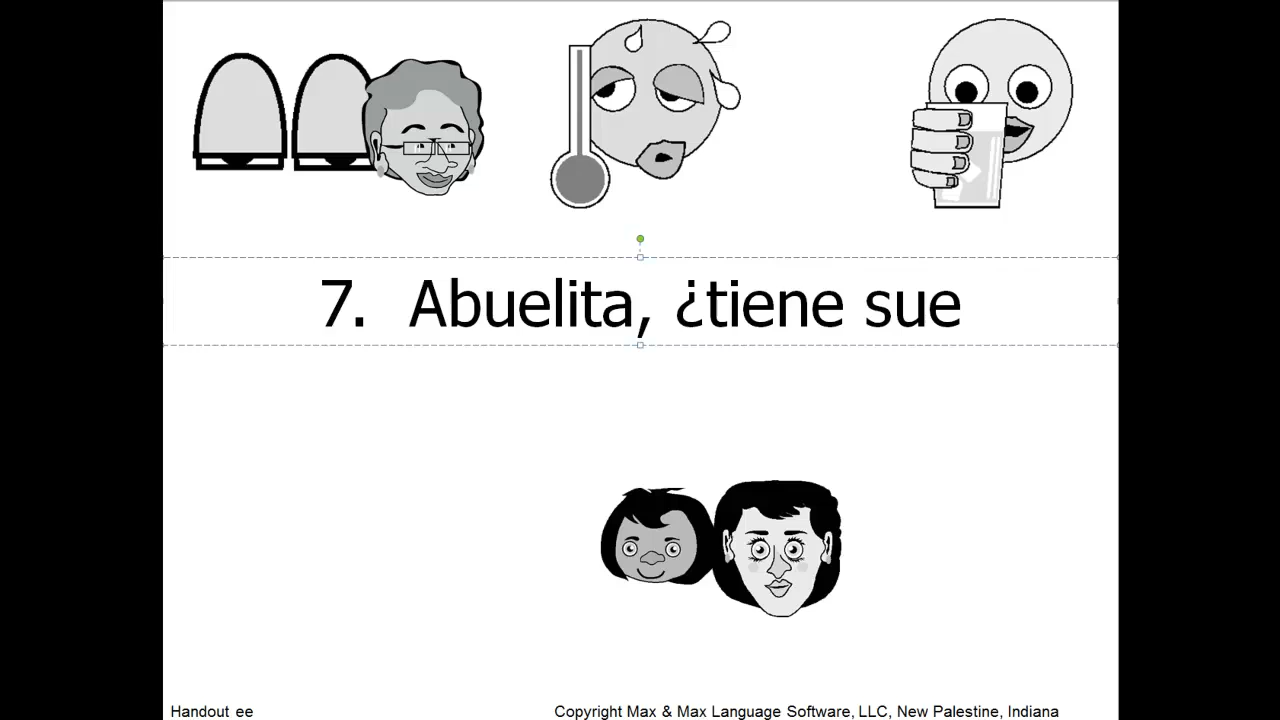 7. Abuelita, ¿tiene sue
Handout ee
Copyright Max & Max Language Software, LLC, New Palestine, Indiana